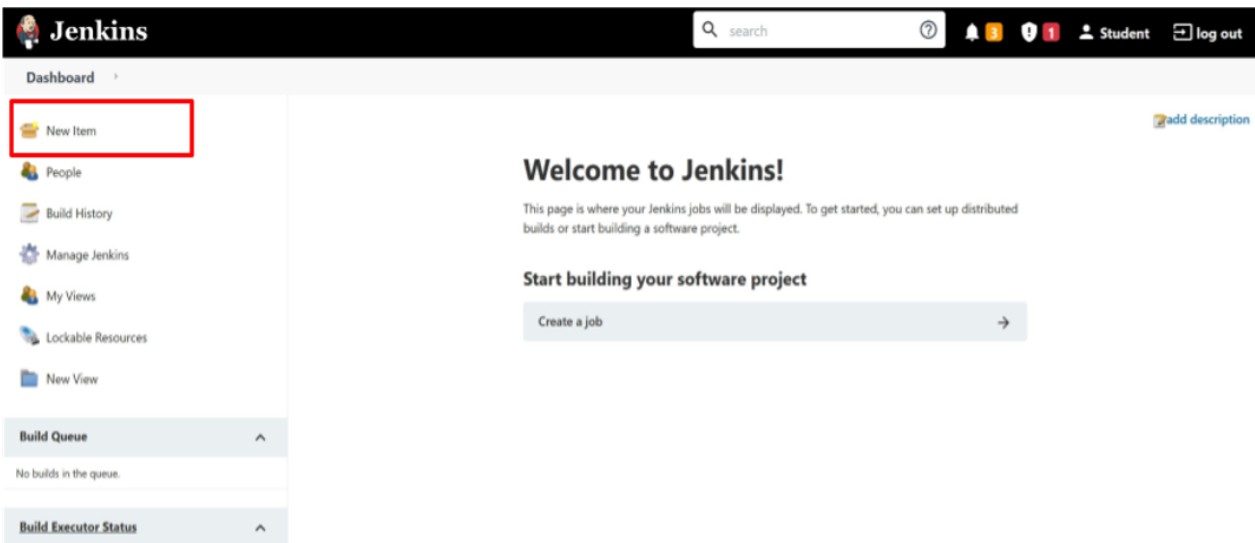 Jenkins
search
3
1
Student
log out
Dashboard
New Item
People
Build History
Manage Jenkins
My Views
Lockable Resources
New View
Build Queue
No builds in the queue.
Build Executor Status
add description
Welcome to Jenkins!
This page is where your Jenkins jobs will be displayed. To get started, you can set up distributed
builds or start building a software project.
Start building your software project
Create a job